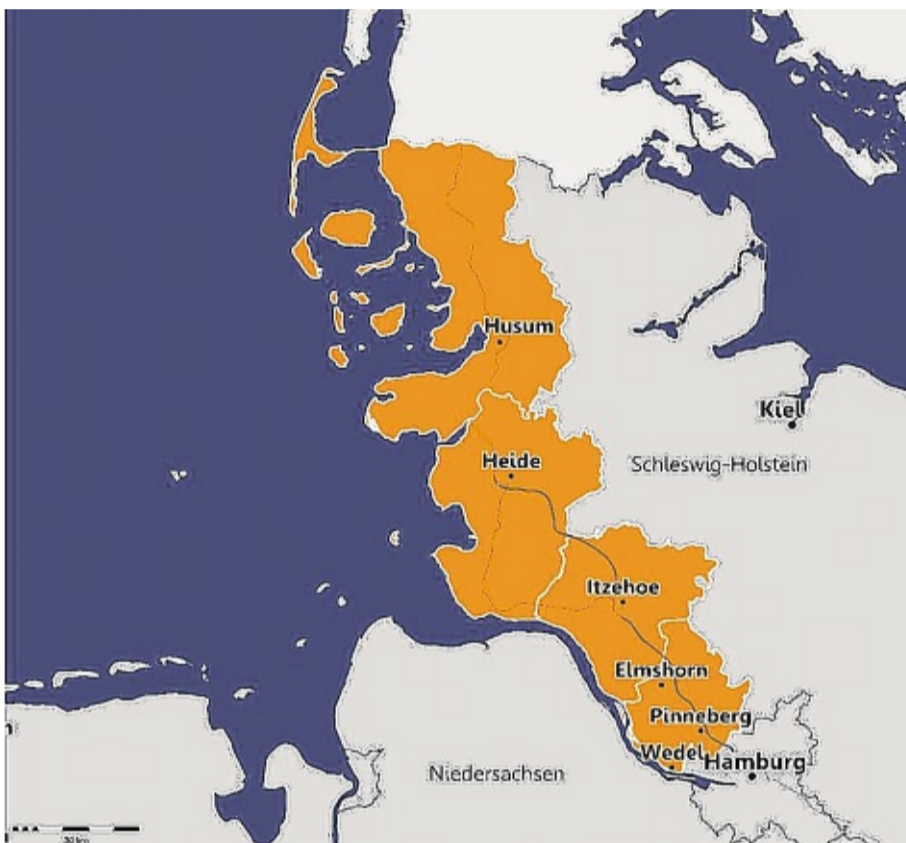 Husum
Kiel
Heide
Schleswig-Holstein
Itzehoe
Elmshorn
Pinneberg
Wedel
Hamburg
Niedersachsen
n